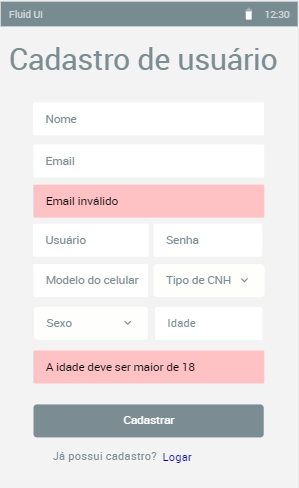 Fluid UI 12:30
Cadastro de usuário
Nome
Email
Email inválido
Usuário Senha
Modelo do celular Tipo de CNH
Sexo Idade
A idade deve ser maior de 18
Cadastrar
Já possui cadastro? Logar